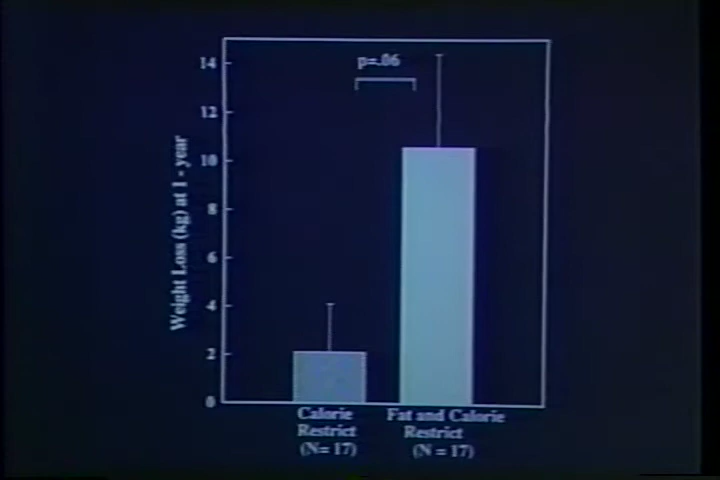 p=.06
14
12
10
8
6
4
2
0
Weight Loss (kg) at 1 - year
Calorie
Restrict
(N= 17)
Fat and Calorie
Restrict
(N = 17)